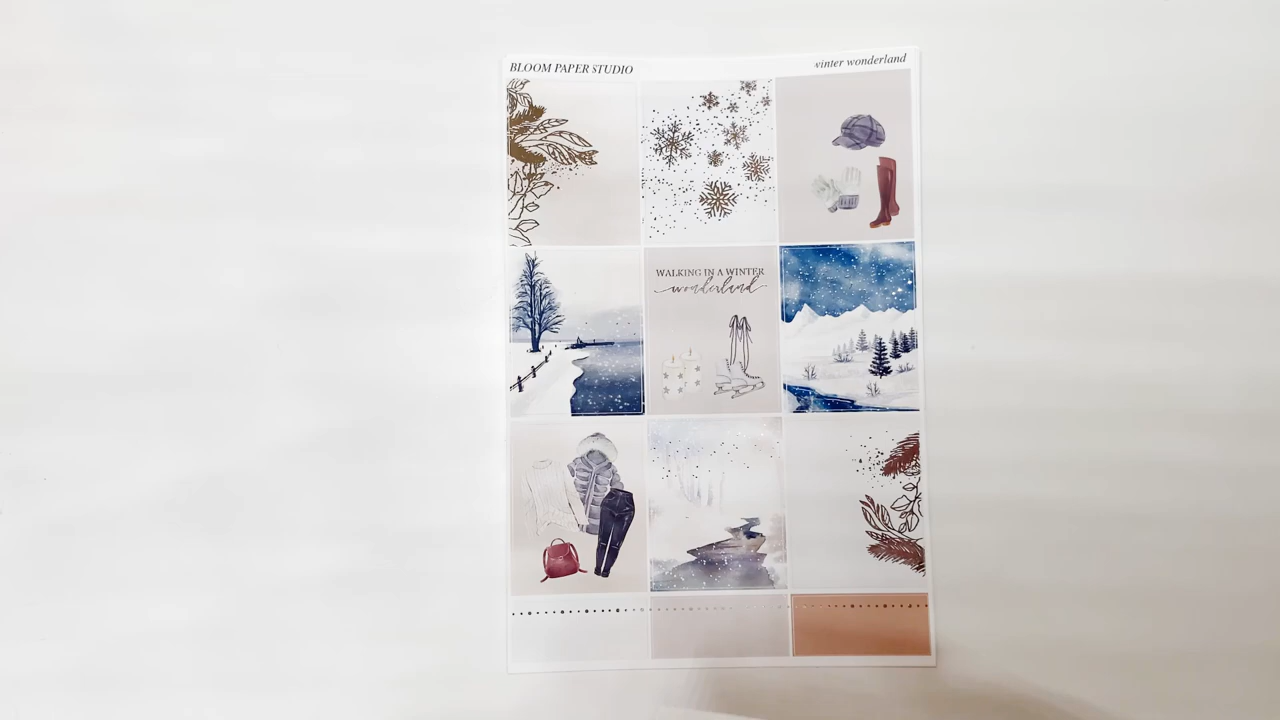 BLOOM PAPER STUDIO
winter wonderland
WALKING IN A WINTER
wonderland